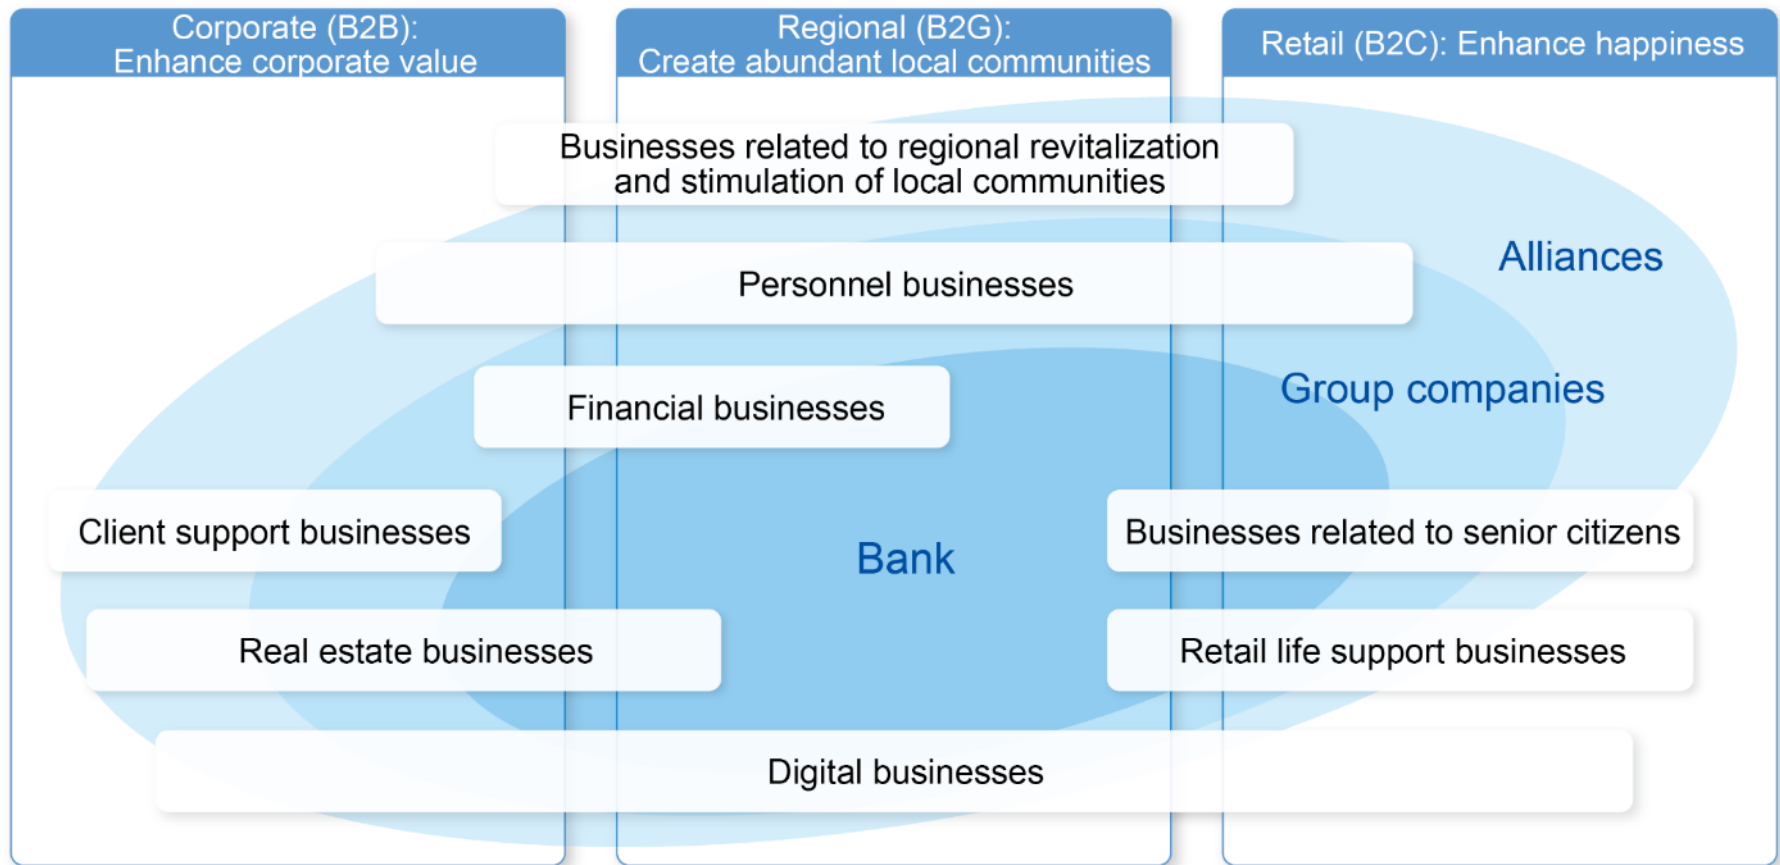 Corporate (B2B):
Enhance corporate value
Regional (B2G):
Create abundant local communities
Retail (B2C): Enhance happiness
Businesses related to regional revitalization
and stimulation of local communities
Alliances
Personnel businesses
Group companies
Financial businesses
Client support businesses
Bank
Businesses related to senior citizens
Real estate businesses
Retail life support businesses
Digital businesses